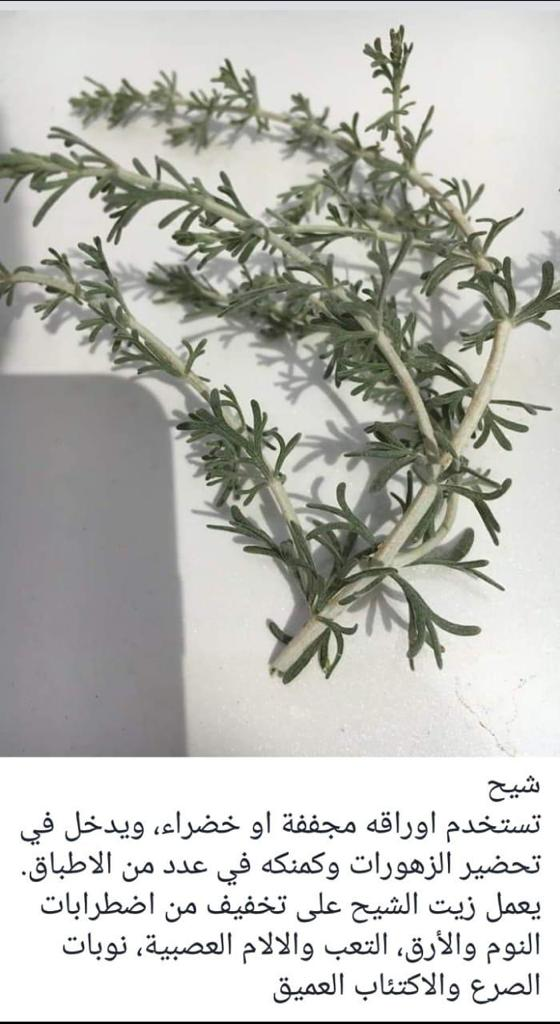 شيح
تستخدم اوراقه مجففة او خضراء، ويدخل في
تحضير الزهورات وكمنكه في عدد من الاطباق.
يعمل زيت الشيح على تخفيف من اضطرابات
النوم والأرق، التعب والالام العصبية، نوبات
الصرع والاكتئاب العميق